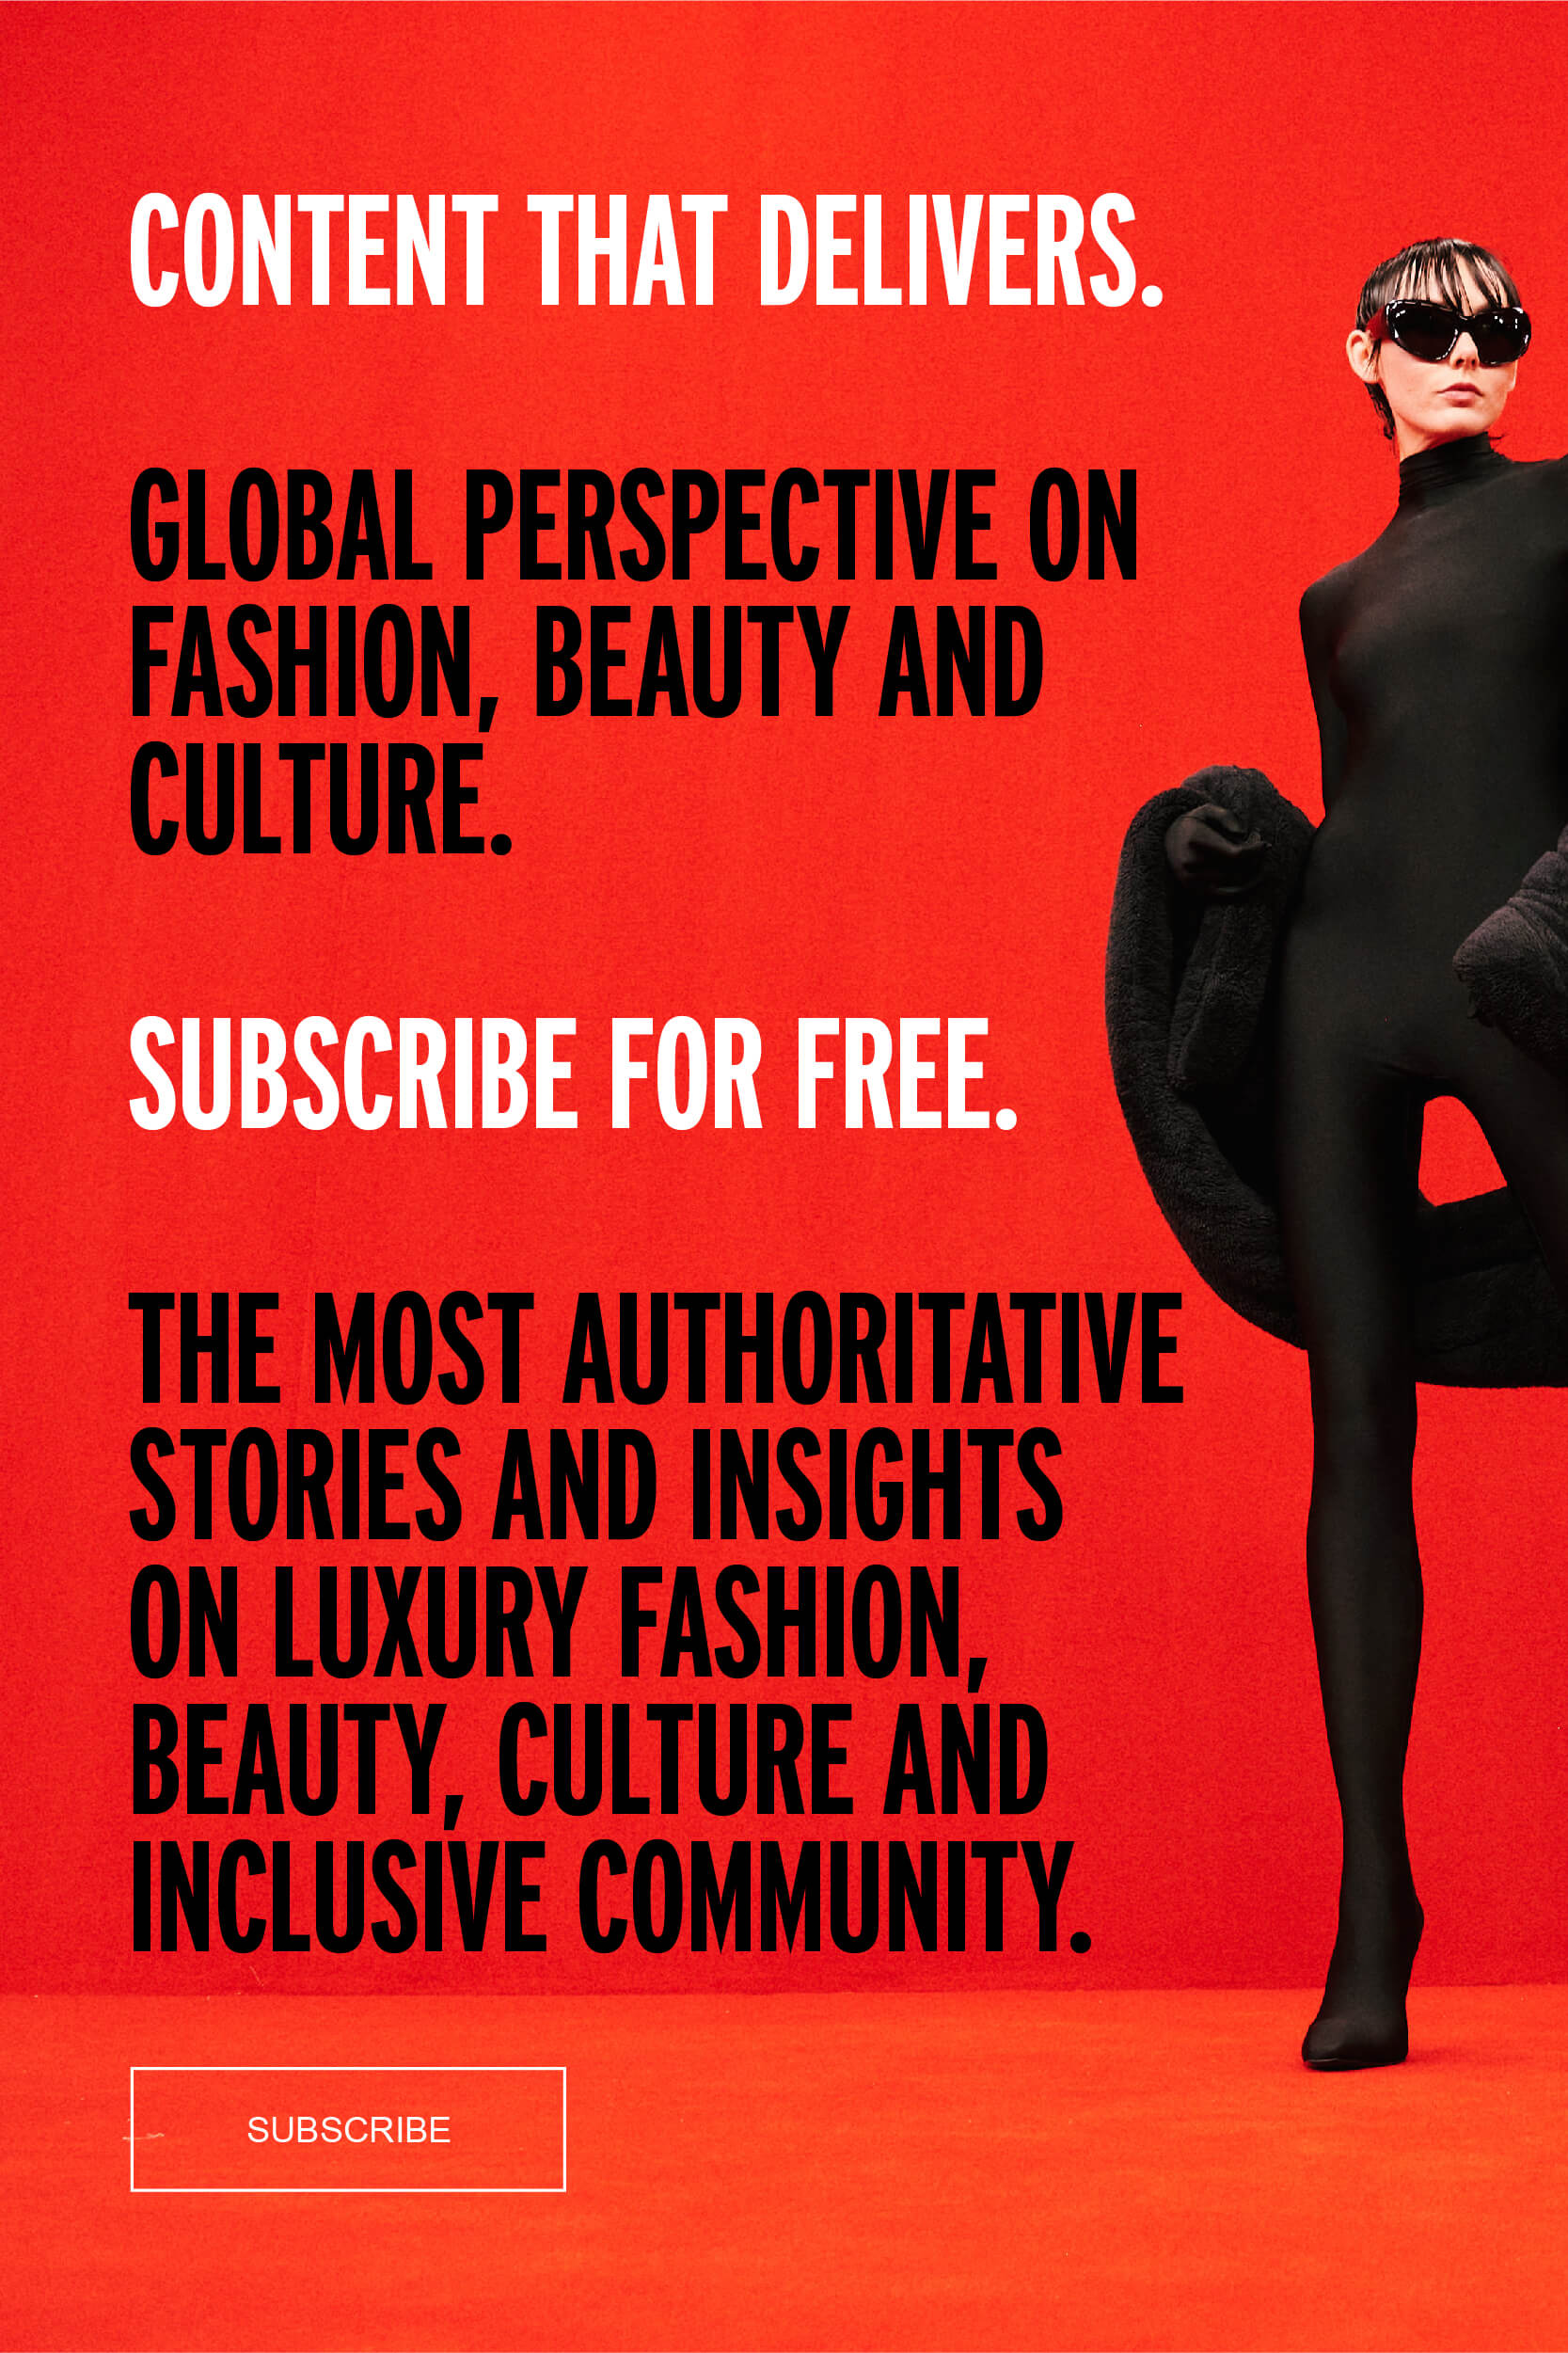 CONTENT THAT DELIVERS.
GLOBAL PERSPECTIVE ON
FASHION, BEAUTY AND
CULTURE.
SUBSCRIBE FOR FREE.
THE MOST AUTHORITATIVE
STORIES AND INSIGHTS
ON LUXURY FASHION,
BEAUTY, CULTURE AND
INCLUSIVE COMMUNITY.
SUBSCRIBE